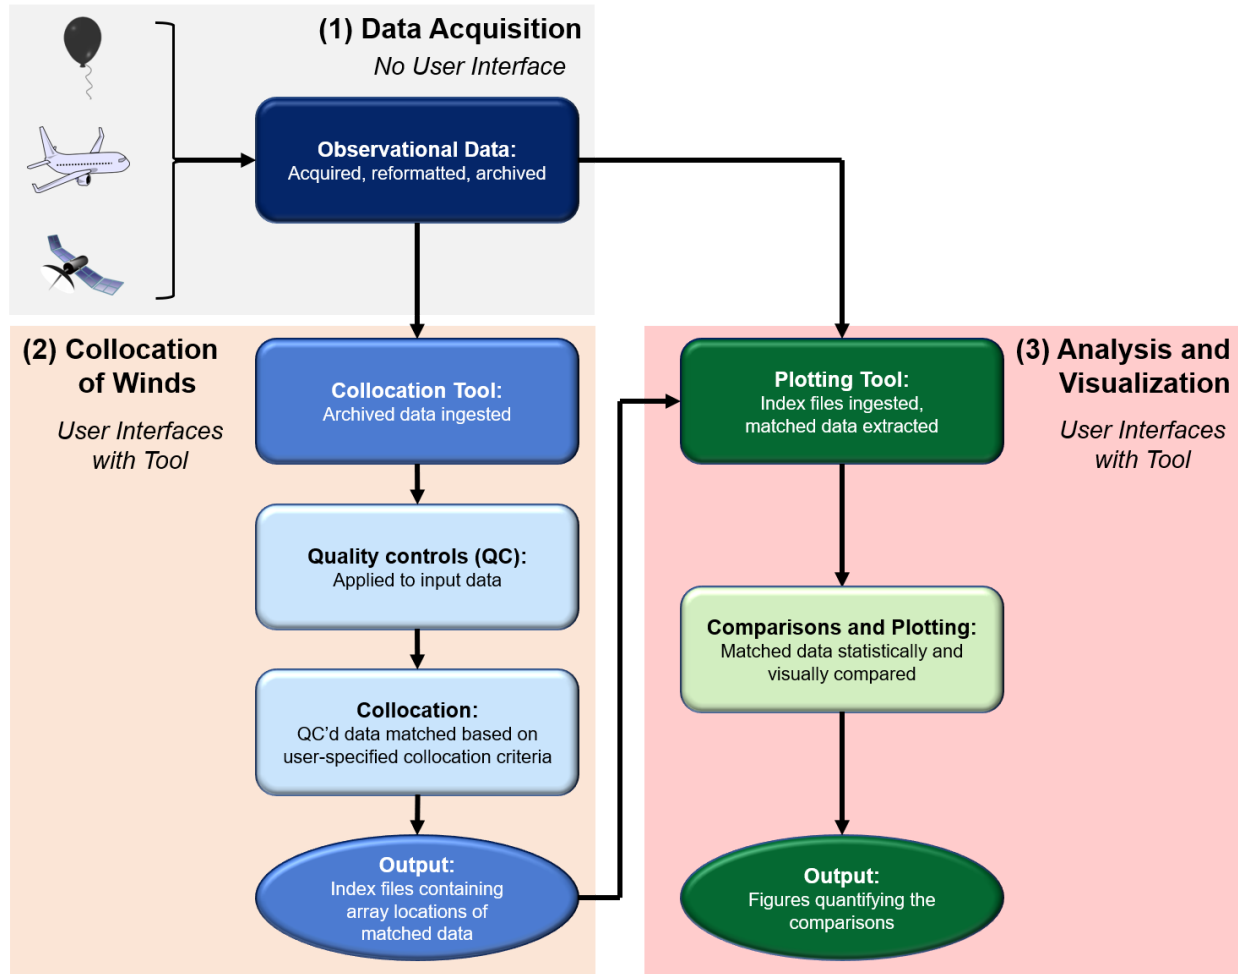 (1) Data Acquisition
No User Interface
Observational Data:
Acquired, reformatted, archived
(2) Collocation
of Winds
User Interfaces
with Tool
Collocation Tool:
Archived data ingested
Quality controls (QC):
Applied to input data
Collocation:
QC'd data matched based on
user-specified collocation criteria
Output:
Index files containing
array locations of
matched data
(3) Analysis and
Visualization
User Interfaces
with Tool
Plotting Tool:
Index files ingested,
matched data extracted
Comparisons and Plotting:
Matched data statistically and
visually compared
Output:
Figures quantifying the
comparisons